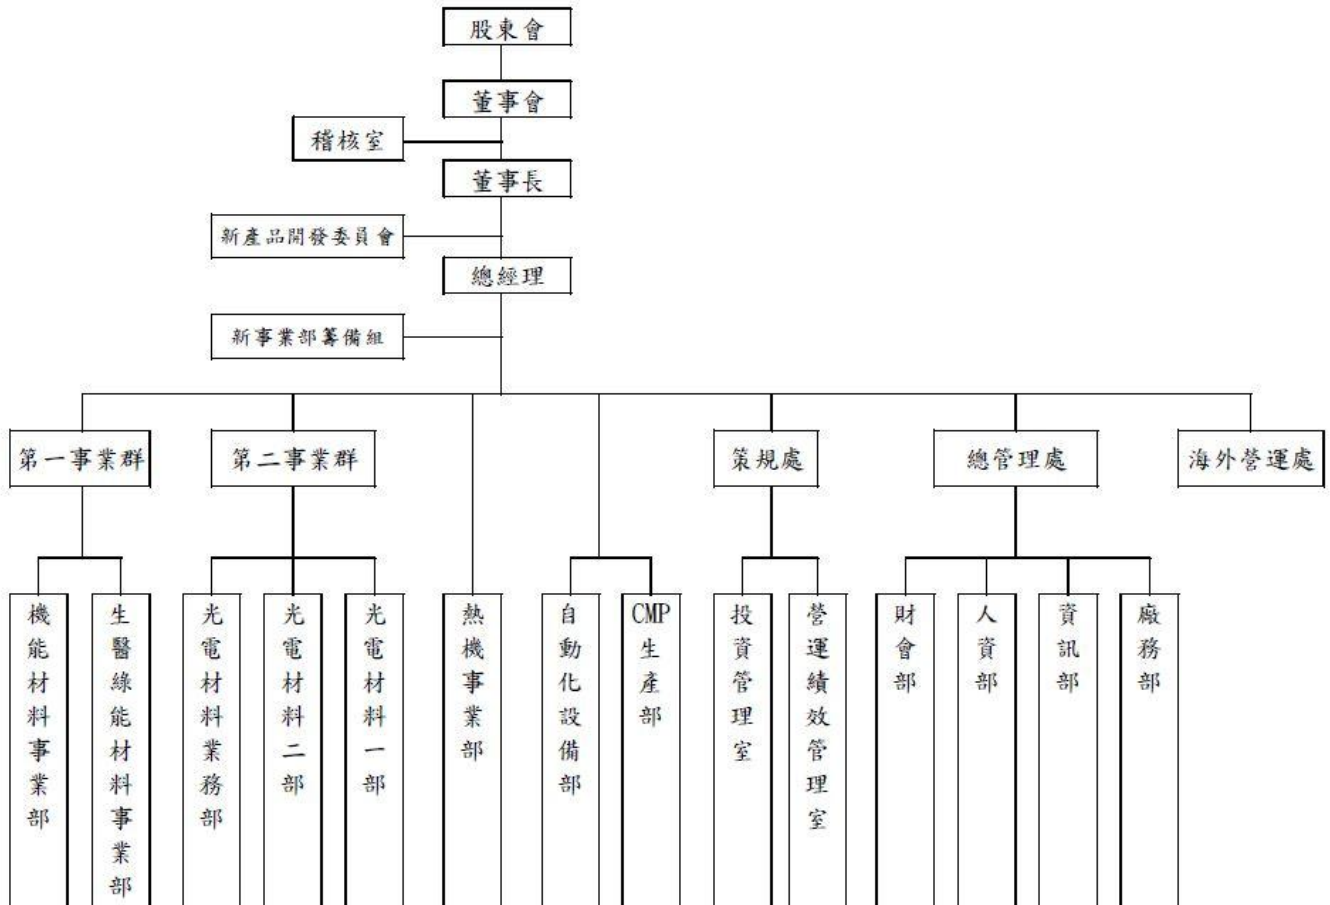 股東會
董事會
稽核室
董事長
新產品開發委員會
總經理
新事業部籌備組
第一事業群
第二事業群
策規處
總管理處
海外營運處
機能材料事業部
生醫綠能材料事業部
光電材料業務部
光電材料二部
光電材料一部
熱機事業部
自動化設備部
CMP生產部
投資管理室
營運績效管理室
財會部
人資部
資訊部
廠務部